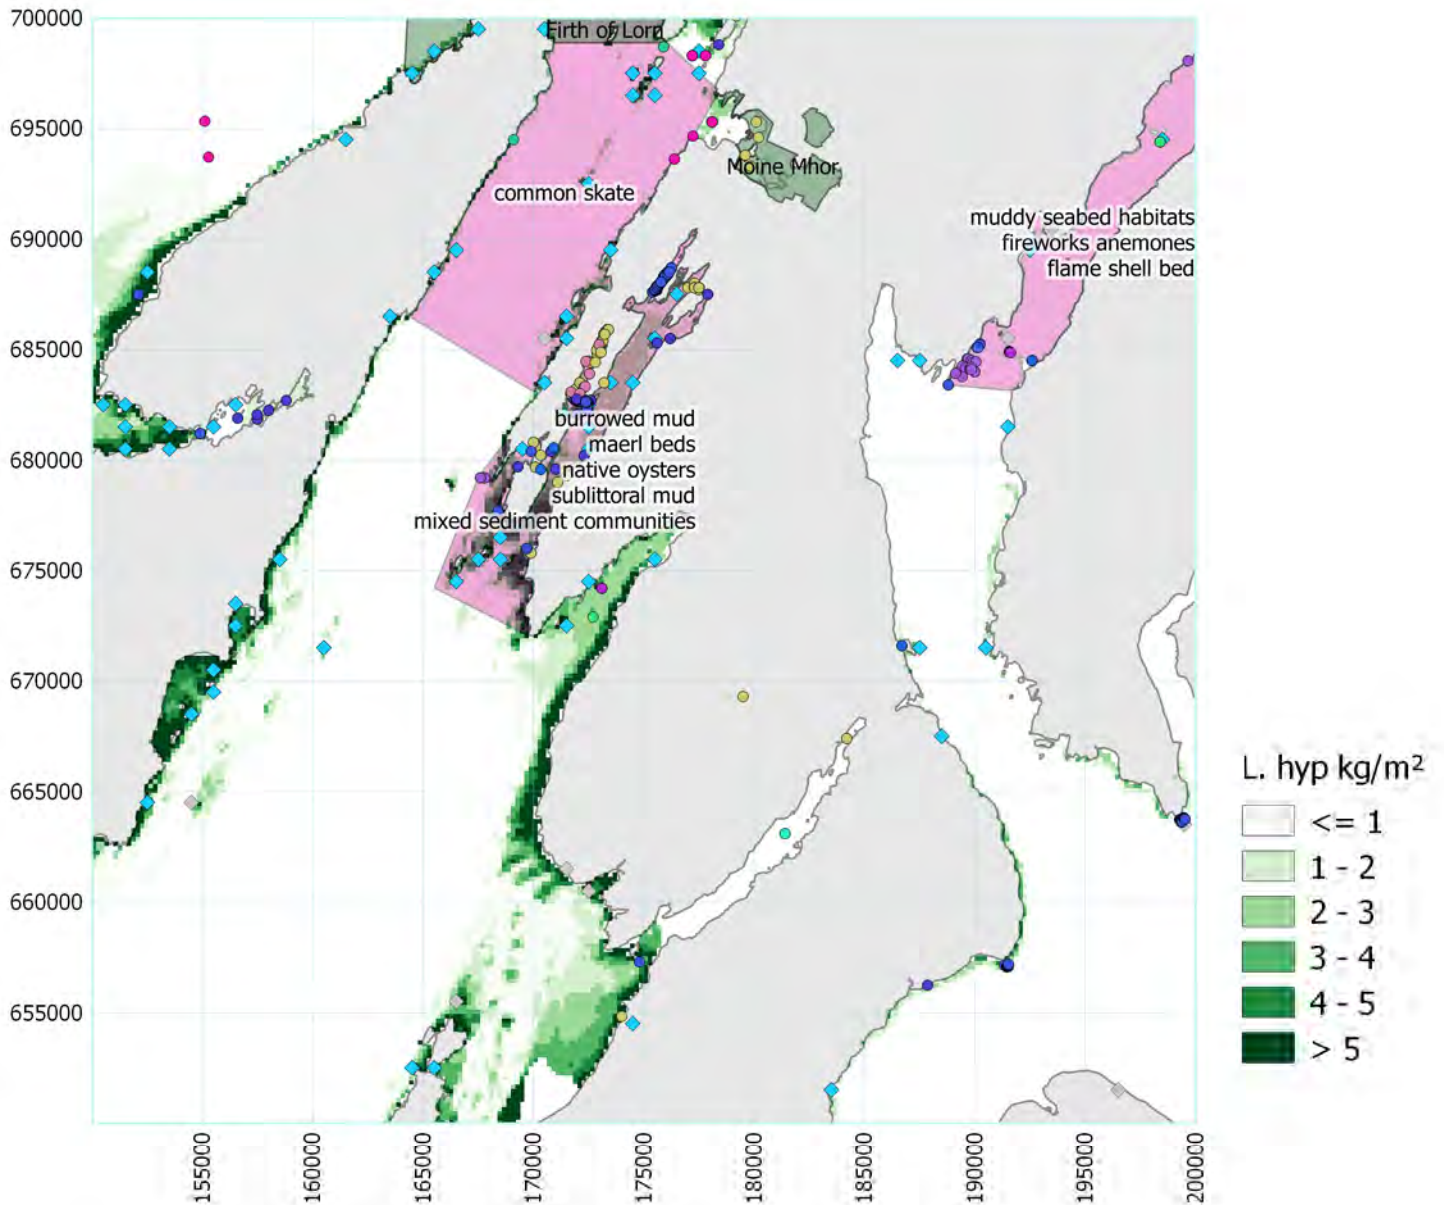 700000
Firth of Lorn
695000
Moine Mhor
common skate
690000
muddy seabed habitats
fireworks anemones
flame shell bed
685000
burrowed mud
maerl beds
680000
native oysters
sublittoral mud
mixed sediment communities
675000
670000
665000
660000
655000
L. hyp kg/m²
<= 1
1 - 2
2 - 3
3 - 4
4 - 5
> 5
155000
160000
165000
170000
175000
180000
185000
190000
195000
200000